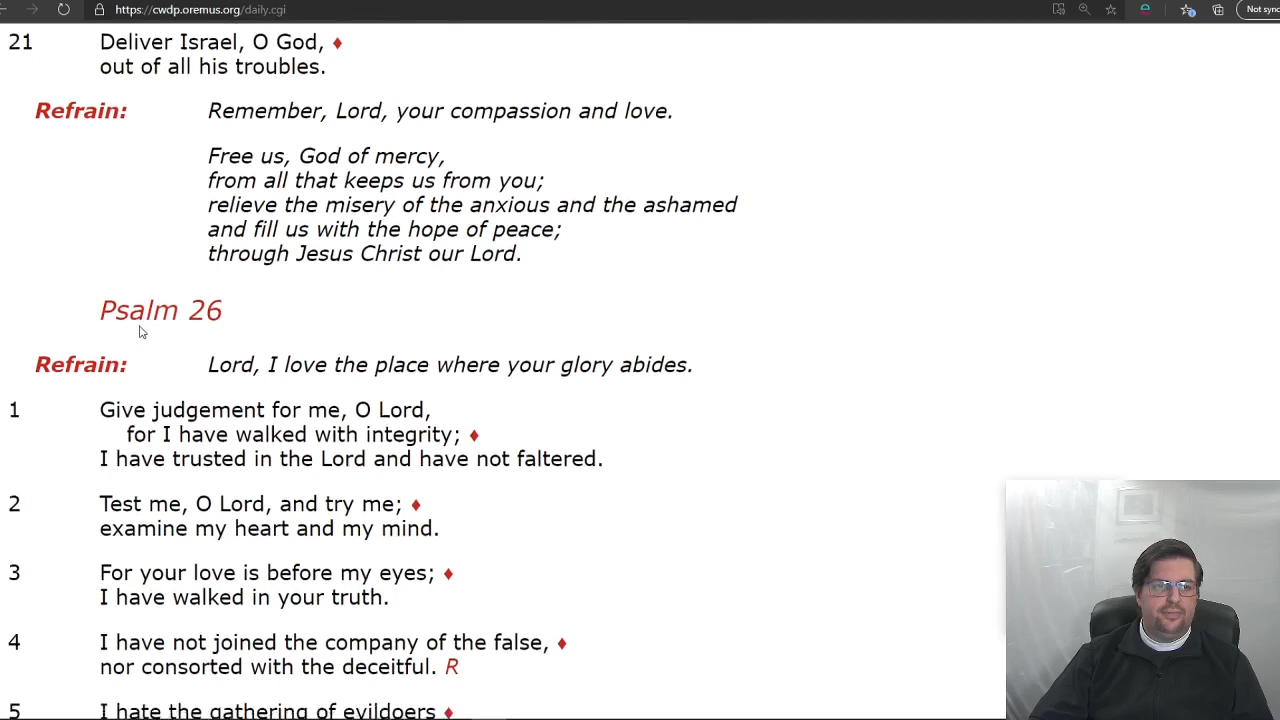 https://cwdp.oremus.org/daily.cgi
Not sync
21 Deliver Israel, O God, ♦
out of all his troubles.
Refrain: Remember, Lord, your compassion and love.
Free us, God of mercy,
from all that keeps us from you;
relieve the misery of the anxious and the ashamed
and fill us with the hope of peace;
through Jesus Christ our Lord.
Psalm 26
Refrain: Lord, I love the place where your glory abides.
1 Give judgement for me, O Lord,
for I have walked with integrity; ♦
I have trusted in the Lord and have not faltered.
2 Test me, O Lord, and try me; ♦
examine my heart and my mind.
3 For your love is before my eyes; ♦
I have walked in your truth.
4 I have not joined the company of the false, ♦
nor consorted with the deceitful. R
5 I hate the gathering of evildoers ♦